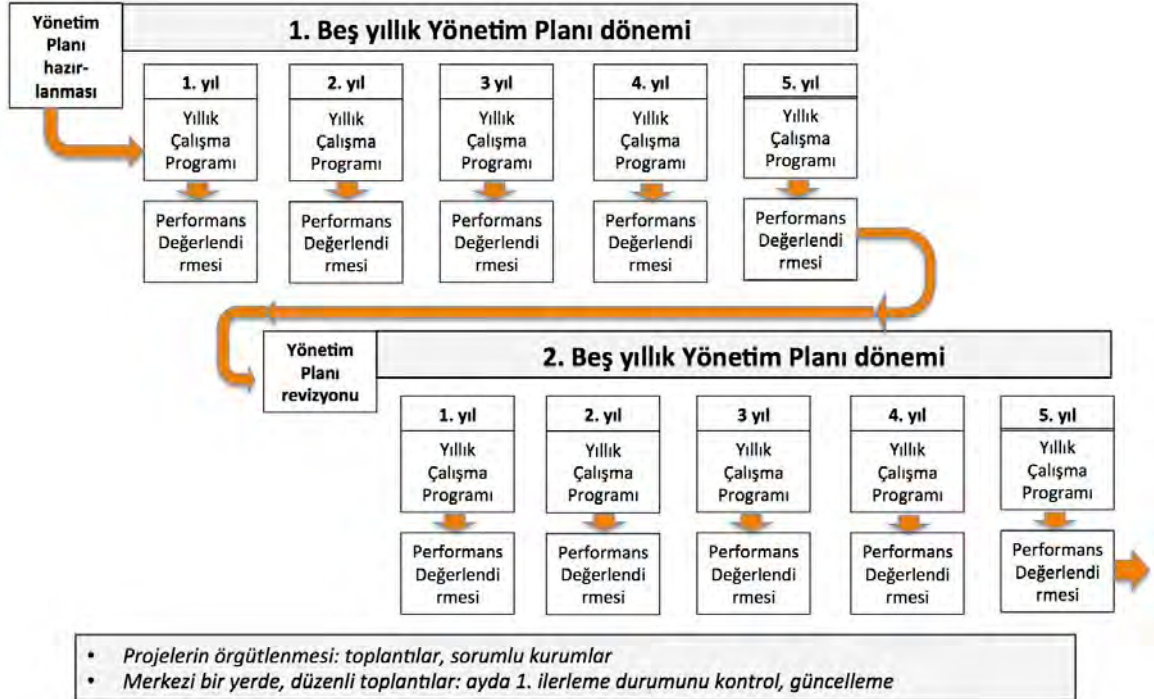 Yönetim
Planı
hazır-
lanması
1. Beş yıllık Yönetim Planı dönemi
1. yıl
Yıllık
Çalışma
Programı
Performans
Değerlendi
rmesi
2. yıl
Yıllık
Çalışma
Programı
Performans
Değerlendi
rmesi
3 yıl
Yıllık
Çalışma
Programı
Performans
Değerlendi
rmesi
4. yıl
Yıllık
Çalışma
Programı
Performans
Değerlendi
rmesi
5. yıl
Yıllık
Çalışma
Programı
Performans
Değerlendi
rmesi
Yönetim
Planı
revizyonu
2. Beş yıllık Yönetim Planı dönemi
1. yıl
Yıllık
Çalışma
Programı
Performans
Değerlendi
rmesi
2. yıl
Yıllık
Çalışma
Programı
Performans
Değerlendi
rmesi
3 yıl
Yıllık
Çalışma
Programı
Performans
Değerlendi
rmesi
4. yıl
Yıllık
Çalışma
Programı
Performans
Değerlendi
rmesi
5. yıl
Yıllık
Çalışma
Programı
Performans
Değerlendi
rmesi
• Projelerin örgütlenmesi: toplantılar, sorumlu kurumlar
• Merkezi bir yerde, düzenli toplantılar: ayda 1. ilerleme durumunu kontrol, güncelleme